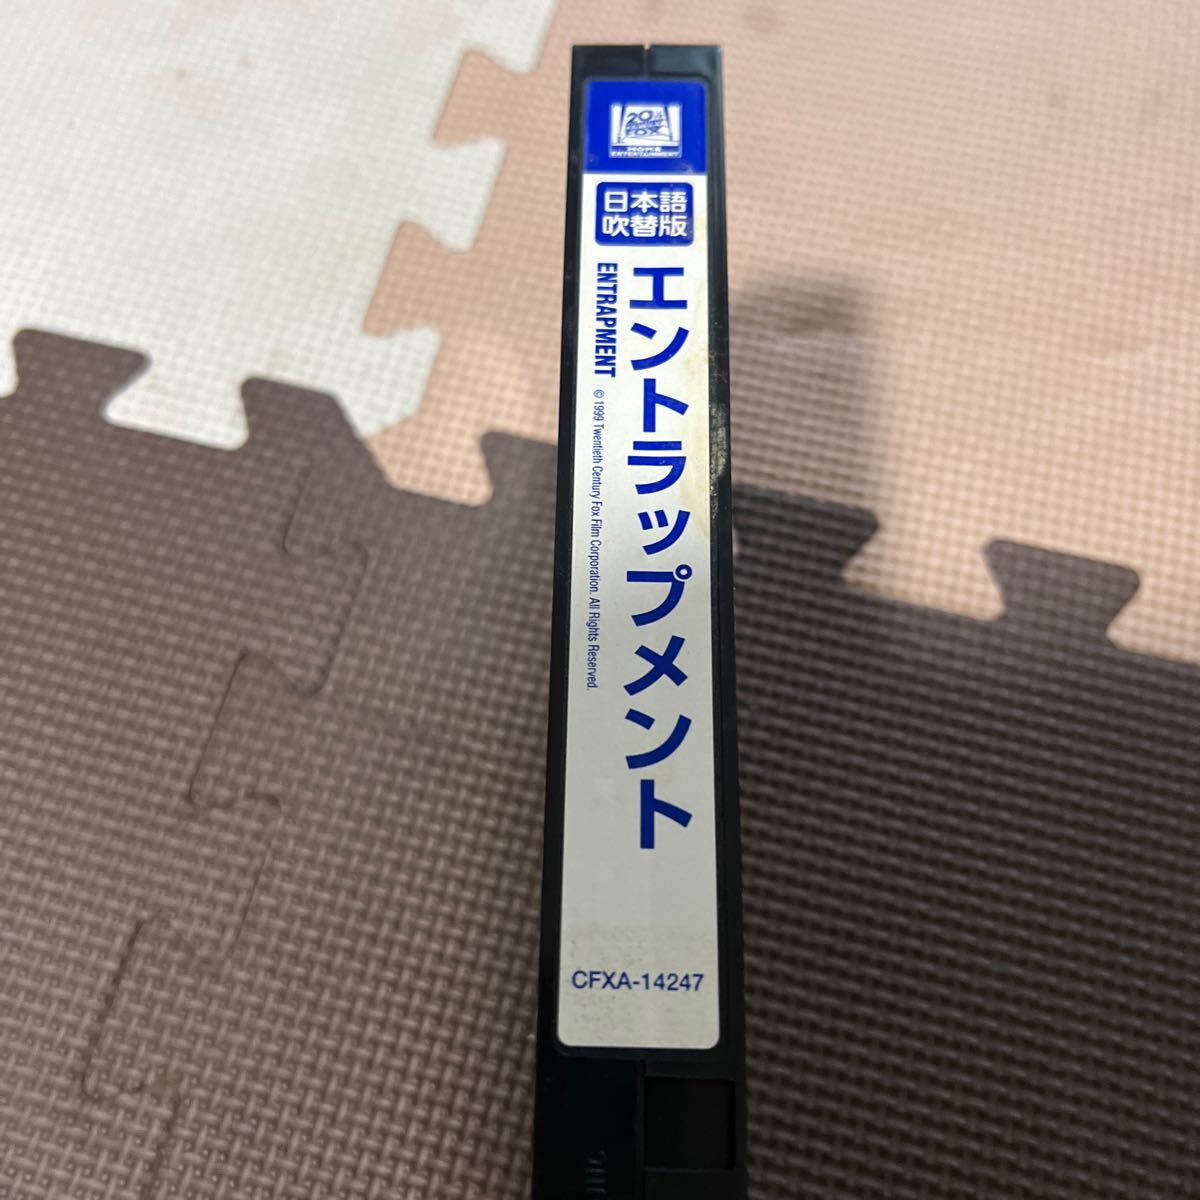 20th
CENTURY
FOX
HOME
ENTERTAINMENT
日本語
吹替版
エントラップメント
ENTRAPMENT
© 1999 Twentieth Century Fox Film Corporation. All Rights Reserved.
CFXA-14247